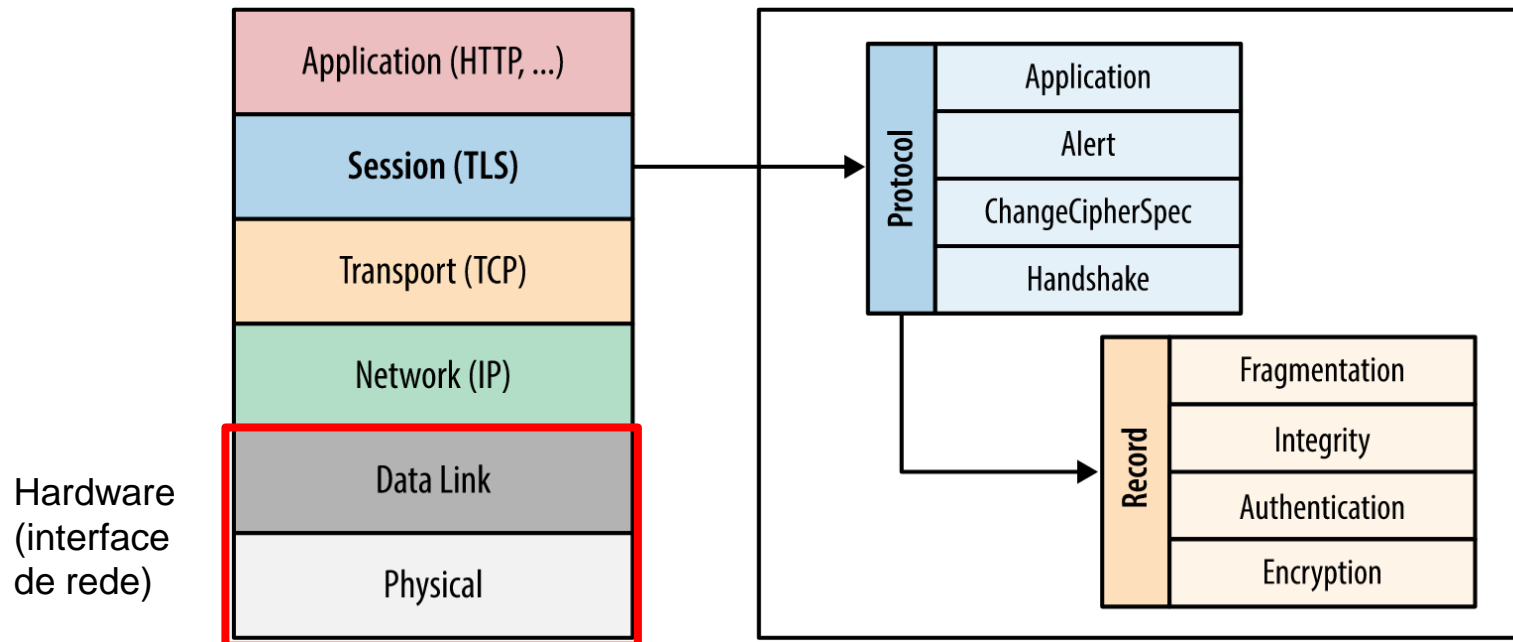 Application (HTTP, ...)
Session (TLS)
Transport (TCP)
Network (IP)
Data Link
Physical
Hardware
(interface
de rede)
Protocol
Application
Alert
ChangeCipherSpec
Handshake
Record
Fragmentation
Integrity
Authentication
Encryption